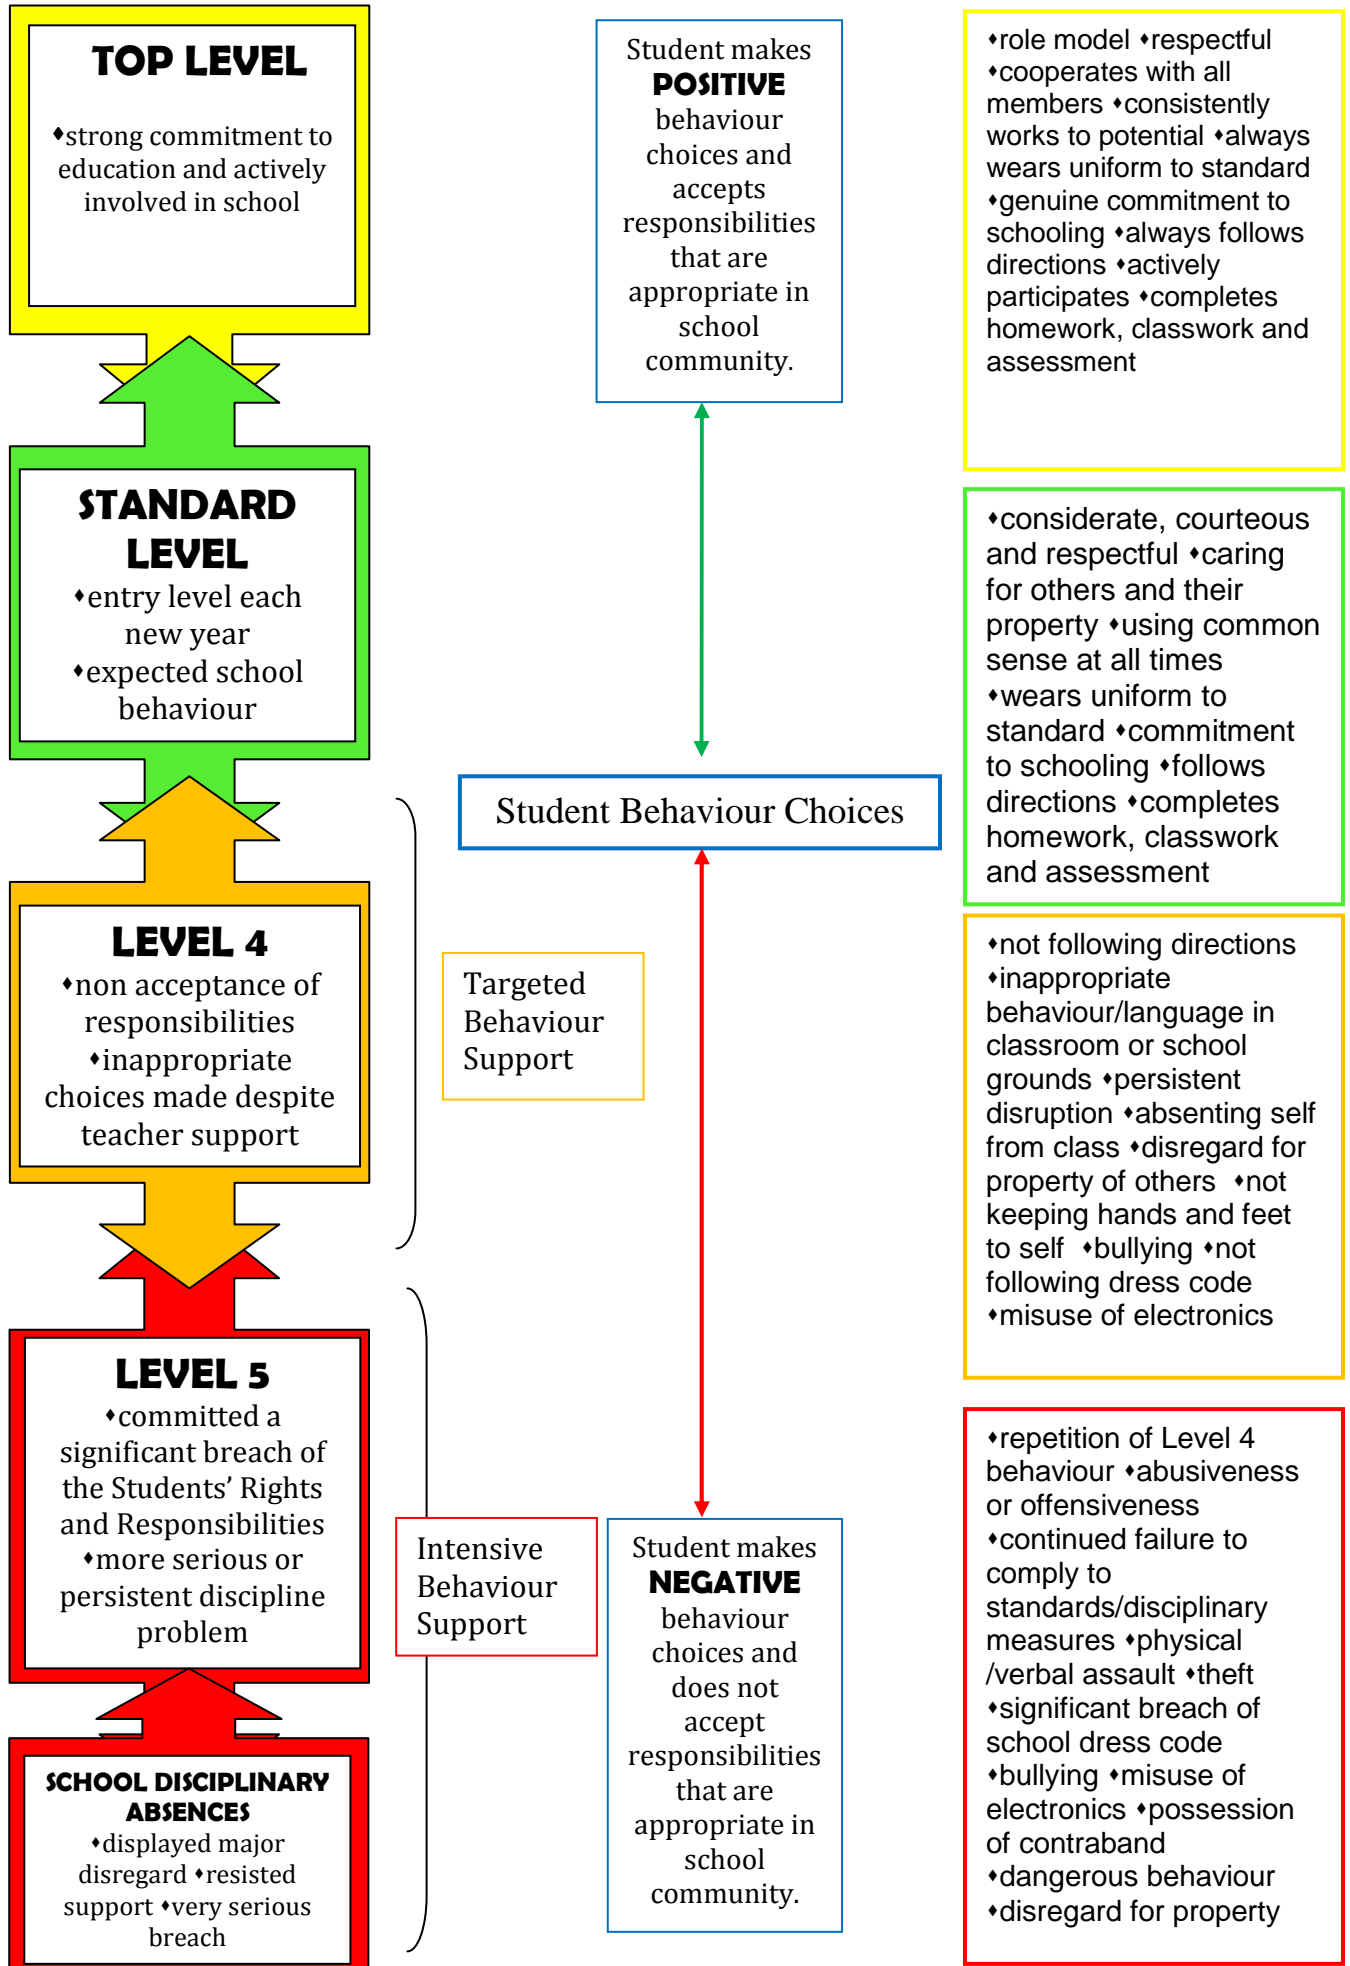 TOP LEVEL
♦strong commitment to
education and actively
involved in school
STANDARD
LEVEL
♦entry level each
new year
♦expected school
behaviour
LEVEL 4
♦non acceptance of
responsibilities
♦inappropriate
choices made despite
teacher support
LEVEL 5
♦committed a
significant breach of
the Students’ Rights
and Responsibilities
♦more serious or
persistent discipline
problem
SCHOOL DISCIPLINARY
ABSENCES
♦displayed major
disregard ♦resisted
support ♦very serious
breach
Targeted
Behaviour
Support
Intensive
Behaviour
Support
Student makes
POSITIVE
behaviour
choices and
accepts
responsibilities
that are
appropriate in
school
community.
Student Behaviour Choices
Student makes
NEGATIVE
behaviour
choices and
does not
accept
responsibilities
that are
appropriate in
school
community.
♦role model ♦respectful
♦cooperates with all
members ♦consistently
works to potential ♦always
wears uniform to standard
♦genuine commitment to
schooling ♦always follows
directions ♦actively
participates ♦completes
homework, classwork and
assessment
♦considerate, courteous
and respectful ♦caring
for others and their
property ♦using common
sense at all times
♦wears uniform to
standard ♦commitment
to schooling ♦follows
directions ♦completes
homework, classwork
and assessment
♦not following directions
♦inappropriate
behaviour/language in
classroom or school
grounds ♦persistent
disruption ♦absenting self
from class ♦disregard for
property of others ♦not
keeping hands and feet
to self ♦bullying ♦not
following dress code
♦misuse of electronics
♦repetition of Level 4
behaviour ♦abusiveness
or offensiveness
♦continued failure to
comply to
standards/disciplinary
measures ♦physical
/verbal assault ♦theft
♦significant breach of
school dress code
♦bullying ♦misuse of
electronics ♦possession
of contraband
♦dangerous behaviour
♦disregard for property